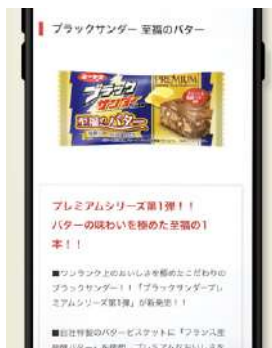 ブラックサンダー 至福のバター
PREMIUM
ブラック
サンダー
至福のバター
プレミアムシリーズ第1弾!!
バターの味わいを極めた至福の1
本!!
■ワンランク上のおいしさを極めたこだわりの
ブラックサンダー!!「ブラックサンダープレ
ミアムシリーズ第1弾」が新発売!!
■自社特製のバタービスケットに「フランス産